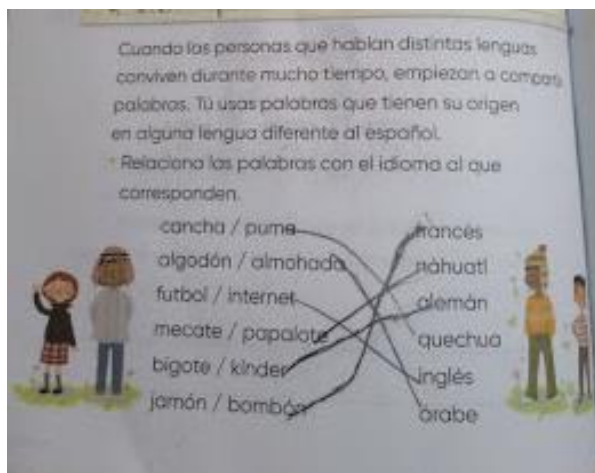 Cuando las personas que hablan distintas lenguas
conviven durante mucho tiempo, empiezan a compartir
palabras. Tú usas palabras que tienen su origen
en alguna lengua diferente al español.
• Relaciona las palabras con el idioma al que
corresponden.
cancha / puma francés
algodón / almohada náhuatl
futbol / internet alemán
mecate / papalote quechua
bigote / kínder inglés
jamón / bombón árabe